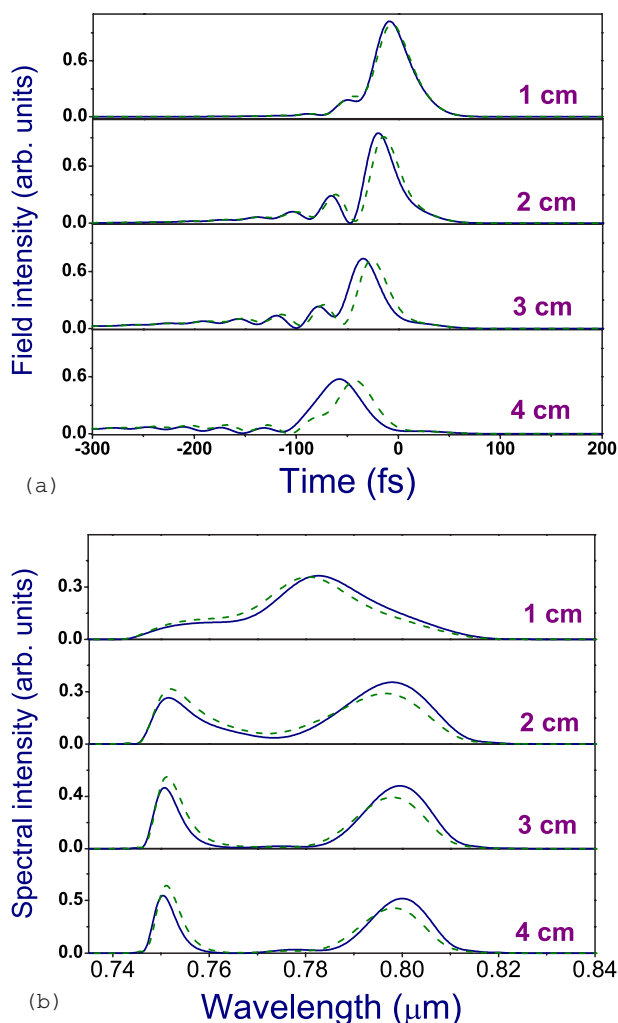 Field intensity (arb. units)
0.6
1 cm
0.0
0.6
2 cm
0.0
0.6
3 cm
0.0
0.6
4 cm
0.0
-300 -200 -100 0 100 200
Time (fs)
(a)
Spectral intensity (arb. units)
0.3
1 cm
0.0
0.3
2 cm
0.0
0.4
3 cm
0.0
0.5
4 cm
0.0
0.74 0.76 0.78 0.80 0.82 0.84
Wavelength (μm)
(b)